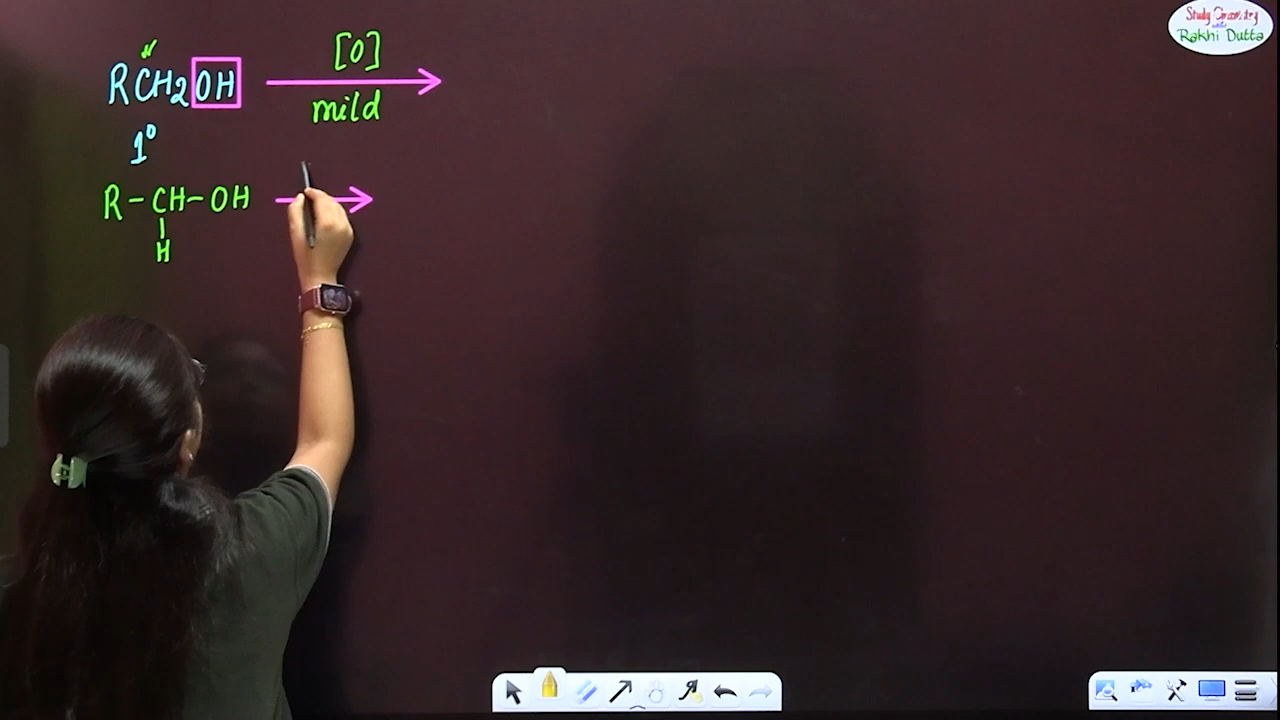 [O]
RCH2OH
mild
1°
R-CH-OH
H
Study Chemistry
with
Rakhi Dutta